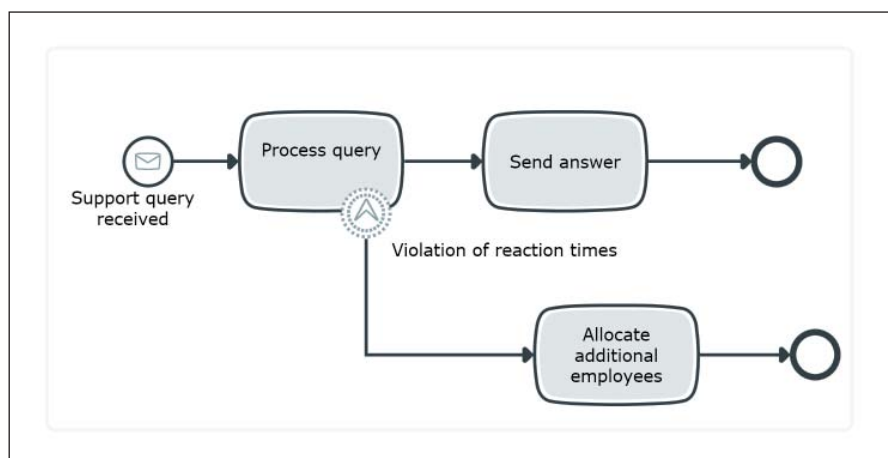 Process query
Send answer
Support query
received
Violation of reaction times
Allocate
additional
employees